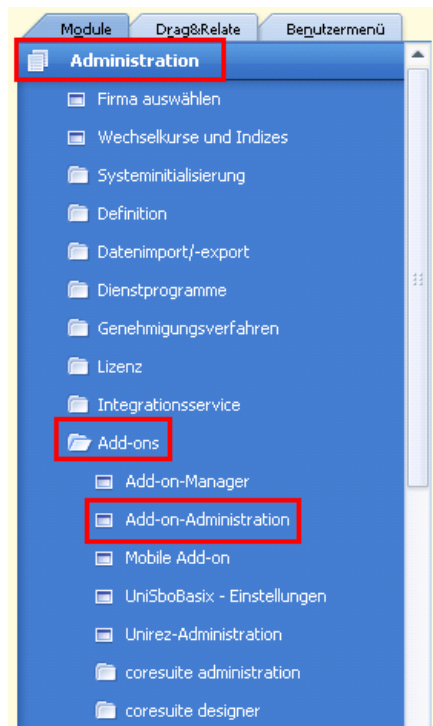 Module Drag&Relate Benutzermenü
Administration
Firma auswählen
Wechselkurse und Indizes
Systeminitialisierung
Definition
Datenimport/-export
Dienstprogramme
Genehmigungsverfahren
Lizenz
Integrationsservice
Add-ons
Add-on-Manager
Add-on-Administration
Mobile Add-on
UniSboBasix - Einstellungen
Unirez-Administration
coresuite administration
coresuite designer